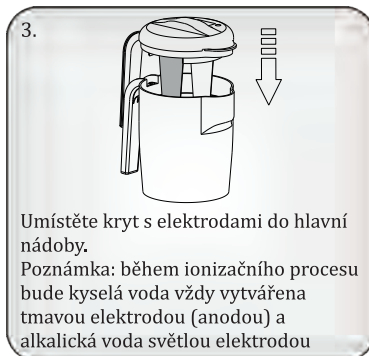 3.
Umístěte kryt s elektrodami do hlavní
nádoby.
Poznámka: během ionizačního procesu
bude kyselá voda vždy vytvářena
tmavou elektrodou (anodou) a
alkalická voda světlou elektrodou